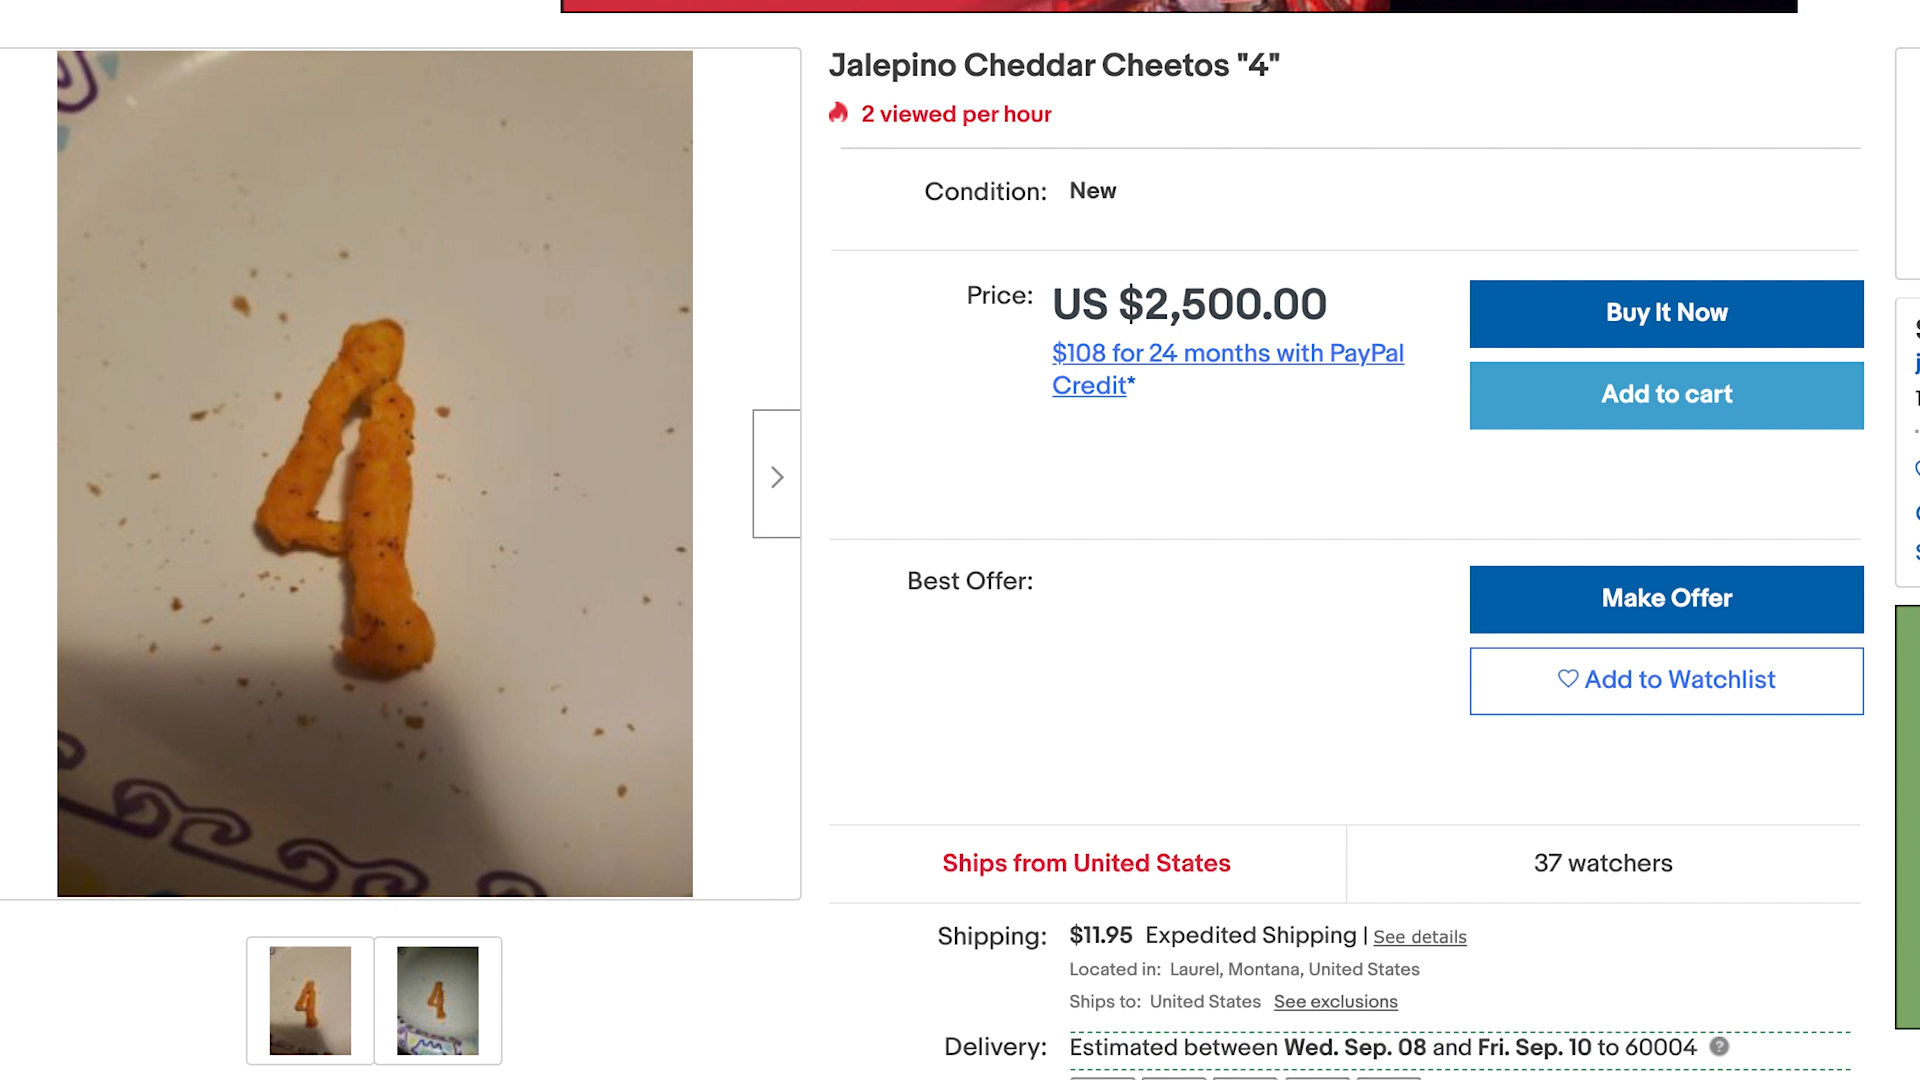 Jalepino Cheddar Cheetos "4"
2 viewed per hour
Condition: New
Price: US $2,500.00
$108 for 24 months with PayPal
Credit*
Buy It Now
Add to cart
Best Offer:
Make Offer
Add to Watchlist
Ships from United States
37 watchers
Shipping: $11.95 Expedited Shipping | See details
Located in: Laurel, Montana, United States
Ships to: United States See exclusions
Delivery: Estimated between Wed. Sep. 08 and Fri. Sep. 10 to 60004